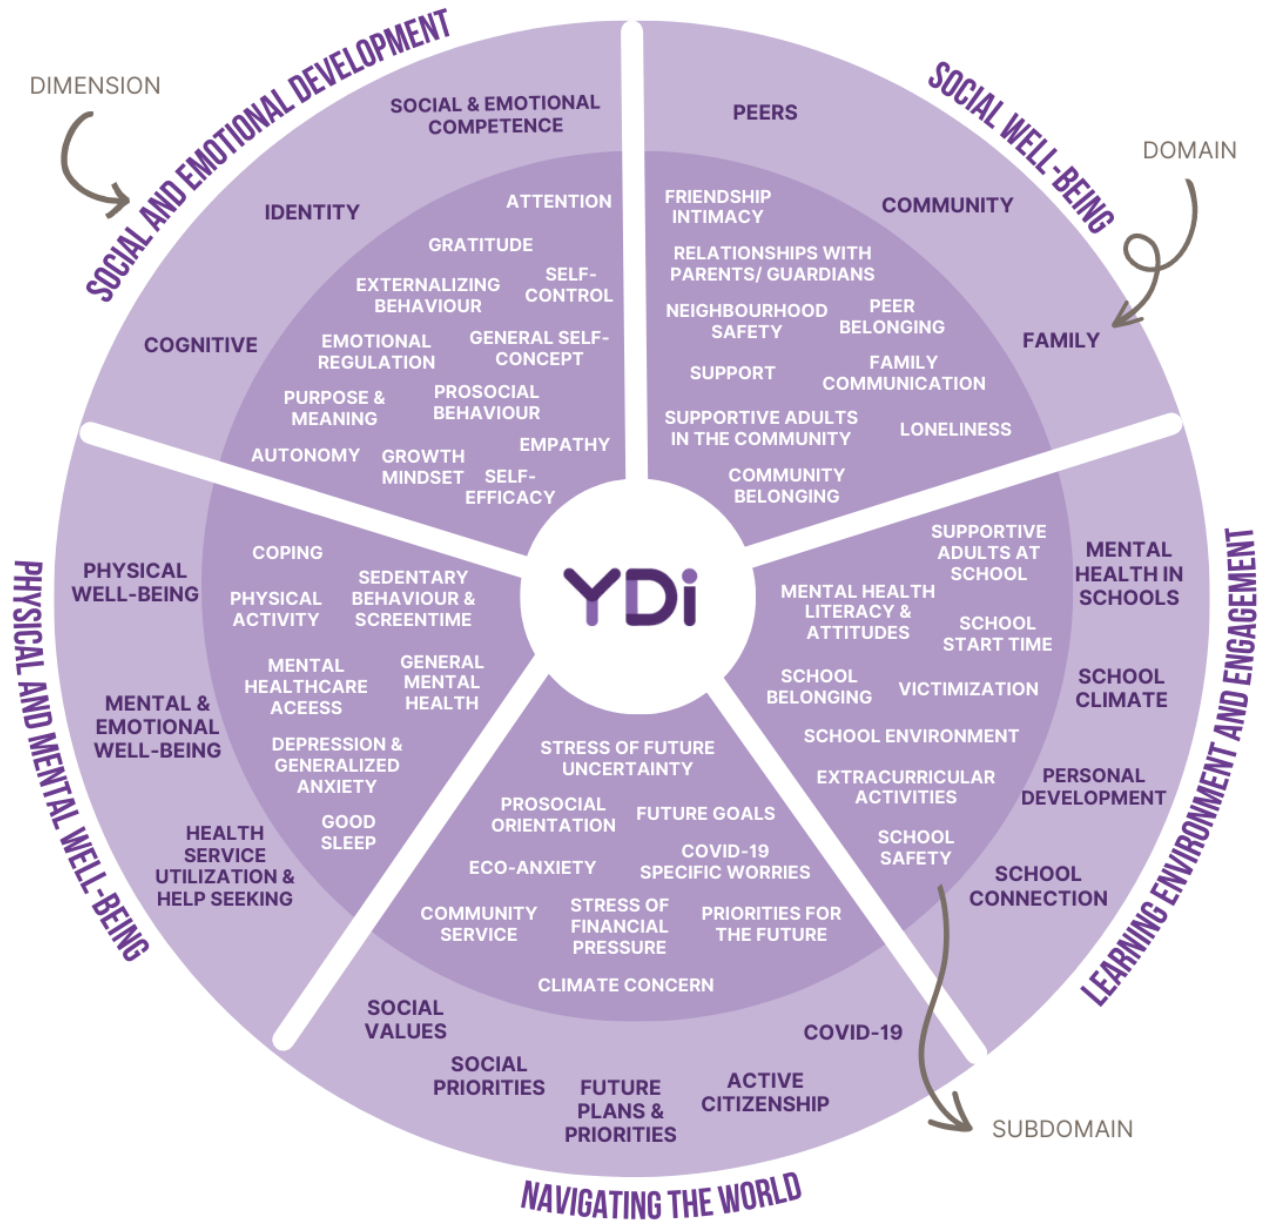 DIMENSION
SOCIAL AND EMOTIONAL DEVELOPMENT
SOCIAL & EMOTIONAL
COMPETENCE
IDENTITY
COGNITIVE
ATTENTION
GRATITUDE
EXTERNALIZING
BEHAVIOUR
SELF-
CONTROL
EMOTIONAL
REGULATION
GENERAL SELF-
CONCEPT
PURPOSE &
MEANING
PROSOCIAL
BEHAVIOUR
EMPATHY
AUTONOMY
GROWTH
MINDSET
SELF-
EFFICACY
SOCIAL WELL-BEING
DOMAIN
PEERS
COMMUNITY
FAMILY
FRIENDSHIP
INTIMACY
RELATIONSHIPS WITH
PARENTS/ GUARDIANS
NEIGHBOURHOOD
SAFETY
PEER
BELONGING
SUPPORT
FAMILY
COMMUNICATION
SUPPORTIVE ADULTS
IN THE COMMUNITY
LONELINESS
COMMUNITY
BELONGING
LEARNING ENVIRONMENT AND ENGAGEMENT
MENTAL
HEALTH IN
SCHOOLS
SCHOOL
CLIMATE
PERSONAL
DEVELOPMENT
SCHOOL
CONNECTION
SUPPORTIVE
ADULTS AT
SCHOOL
MENTAL HEALTH
LITERACY &
ATTITUDES
SCHOOL
START TIME
SCHOOL
BELONGING
VICTIMIZATION
SCHOOL ENVIRONMENT
EXTRACURRICULAR
ACTIVITIES
SCHOOL
SAFETY
SUBDOMAIN
NAVIGATING THE WORLD
STRESS OF FUTURE
UNCERTAINTY
PROSOCIAL
ORIENTATION
FUTURE GOALS
ECO-ANXIETY
COVID-19
SPECIFIC WORRIES
COMMUNITY
SERVICE
STRESS OF
FINANCIAL
PRESSURE
PRIORITIES FOR
THE FUTURE
CLIMATE CONCERN
SOCIAL
VALUES
SOCIAL
PRIORITIES
FUTURE
PLANS &
PRIORITIES
ACTIVE
CITIZENSHIP
COVID-19
PHYSICAL AND MENTAL WELL-BEING
PHYSICAL
WELL-BEING
MENTAL &
EMOTIONAL
WELL-BEING
HEALTH
SERVICE
UTILIZATION &
HELP SEEKING
COPING
PHYSICAL
ACTIVITY
SEDENTARY
BEHAVIOUR &
SCREENTIME
MENTAL
HEALTHCARE
ACEESS
GENERAL
MENTAL
HEALTH
DEPRESSION &
GENERALIZED
ANXIETY
GOOD
SLEEP
YDi